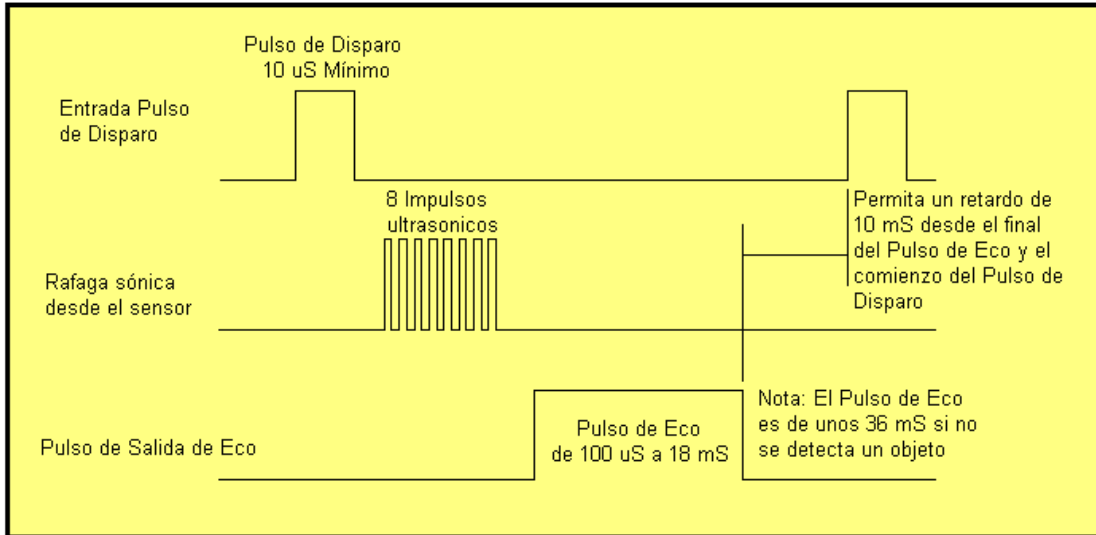 Pulso de Disparo
10 uS Mínimo
Entrada Pulso
de Disparo
8 Impulsos
ultrasonicos
Permita un retardo de
10 mS desde el final
del Pulso de Eco y el
comienzo del Pulso de
Disparo
Rafaga sónica
desde el sensor
Pulso de Salida de Eco
Pulso de Eco
de 100 uS a 18 mS
Nota: El Pulso de Eco
es de unos 36 mS si no
se detecta un objeto